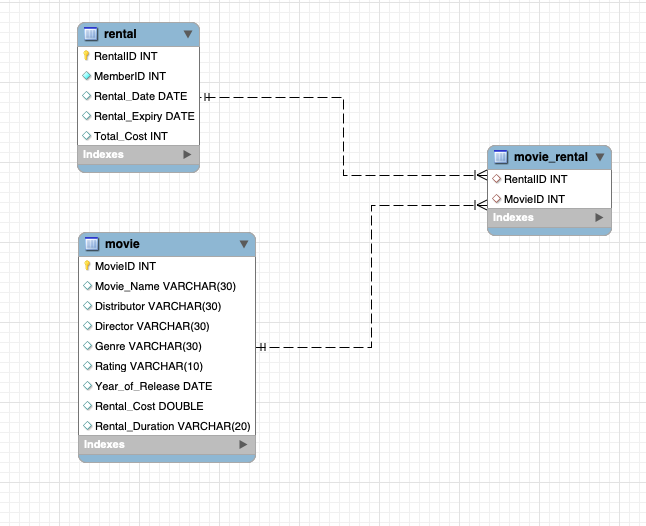 rental
RentalID INT
MemberID INT
Rental_Date DATE
Rental_Expiry DATE
Total_Cost INT
Indexes
movie_rental
RentalID INT
MovieID INT
Indexes
movie
MovieID INT
Movie_Name VARCHAR(30)
Distributor VARCHAR(30)
Director VARCHAR(30)
Genre VARCHAR(30)
Rating VARCHAR(10)
Year_of_Release DATE
Rental_Cost DOUBLE
Rental_Duration VARCHAR(20)
Indexes